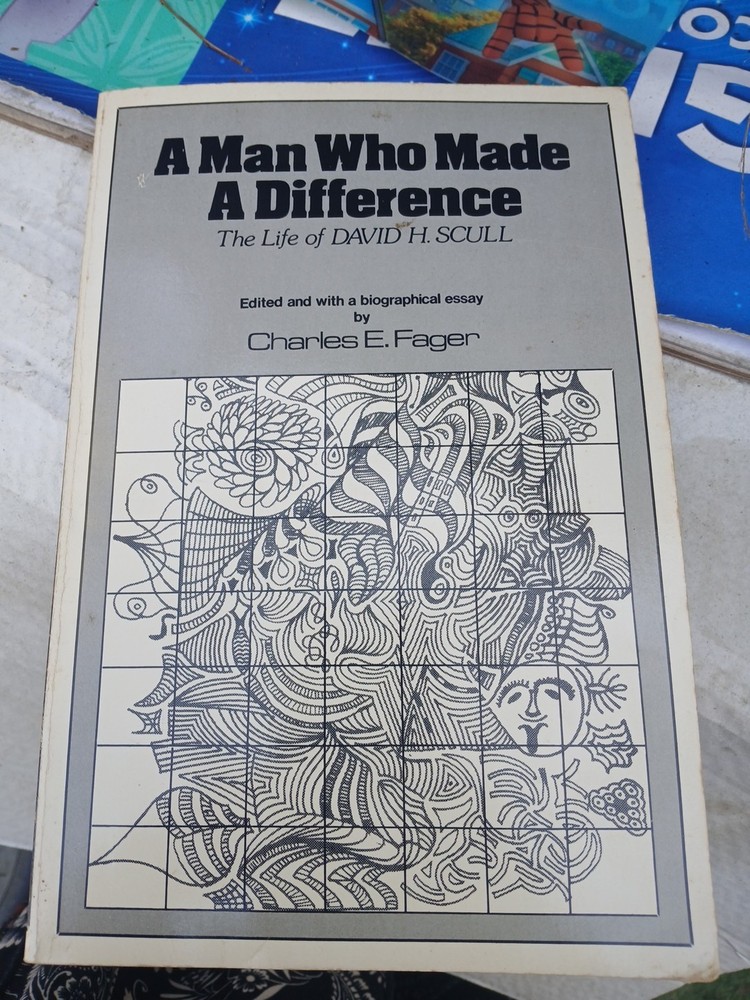 A Man Who Made
A Difference
The Life of DAVID H. SCULL
Edited and with a biographical essay
by
Charles E. Fager